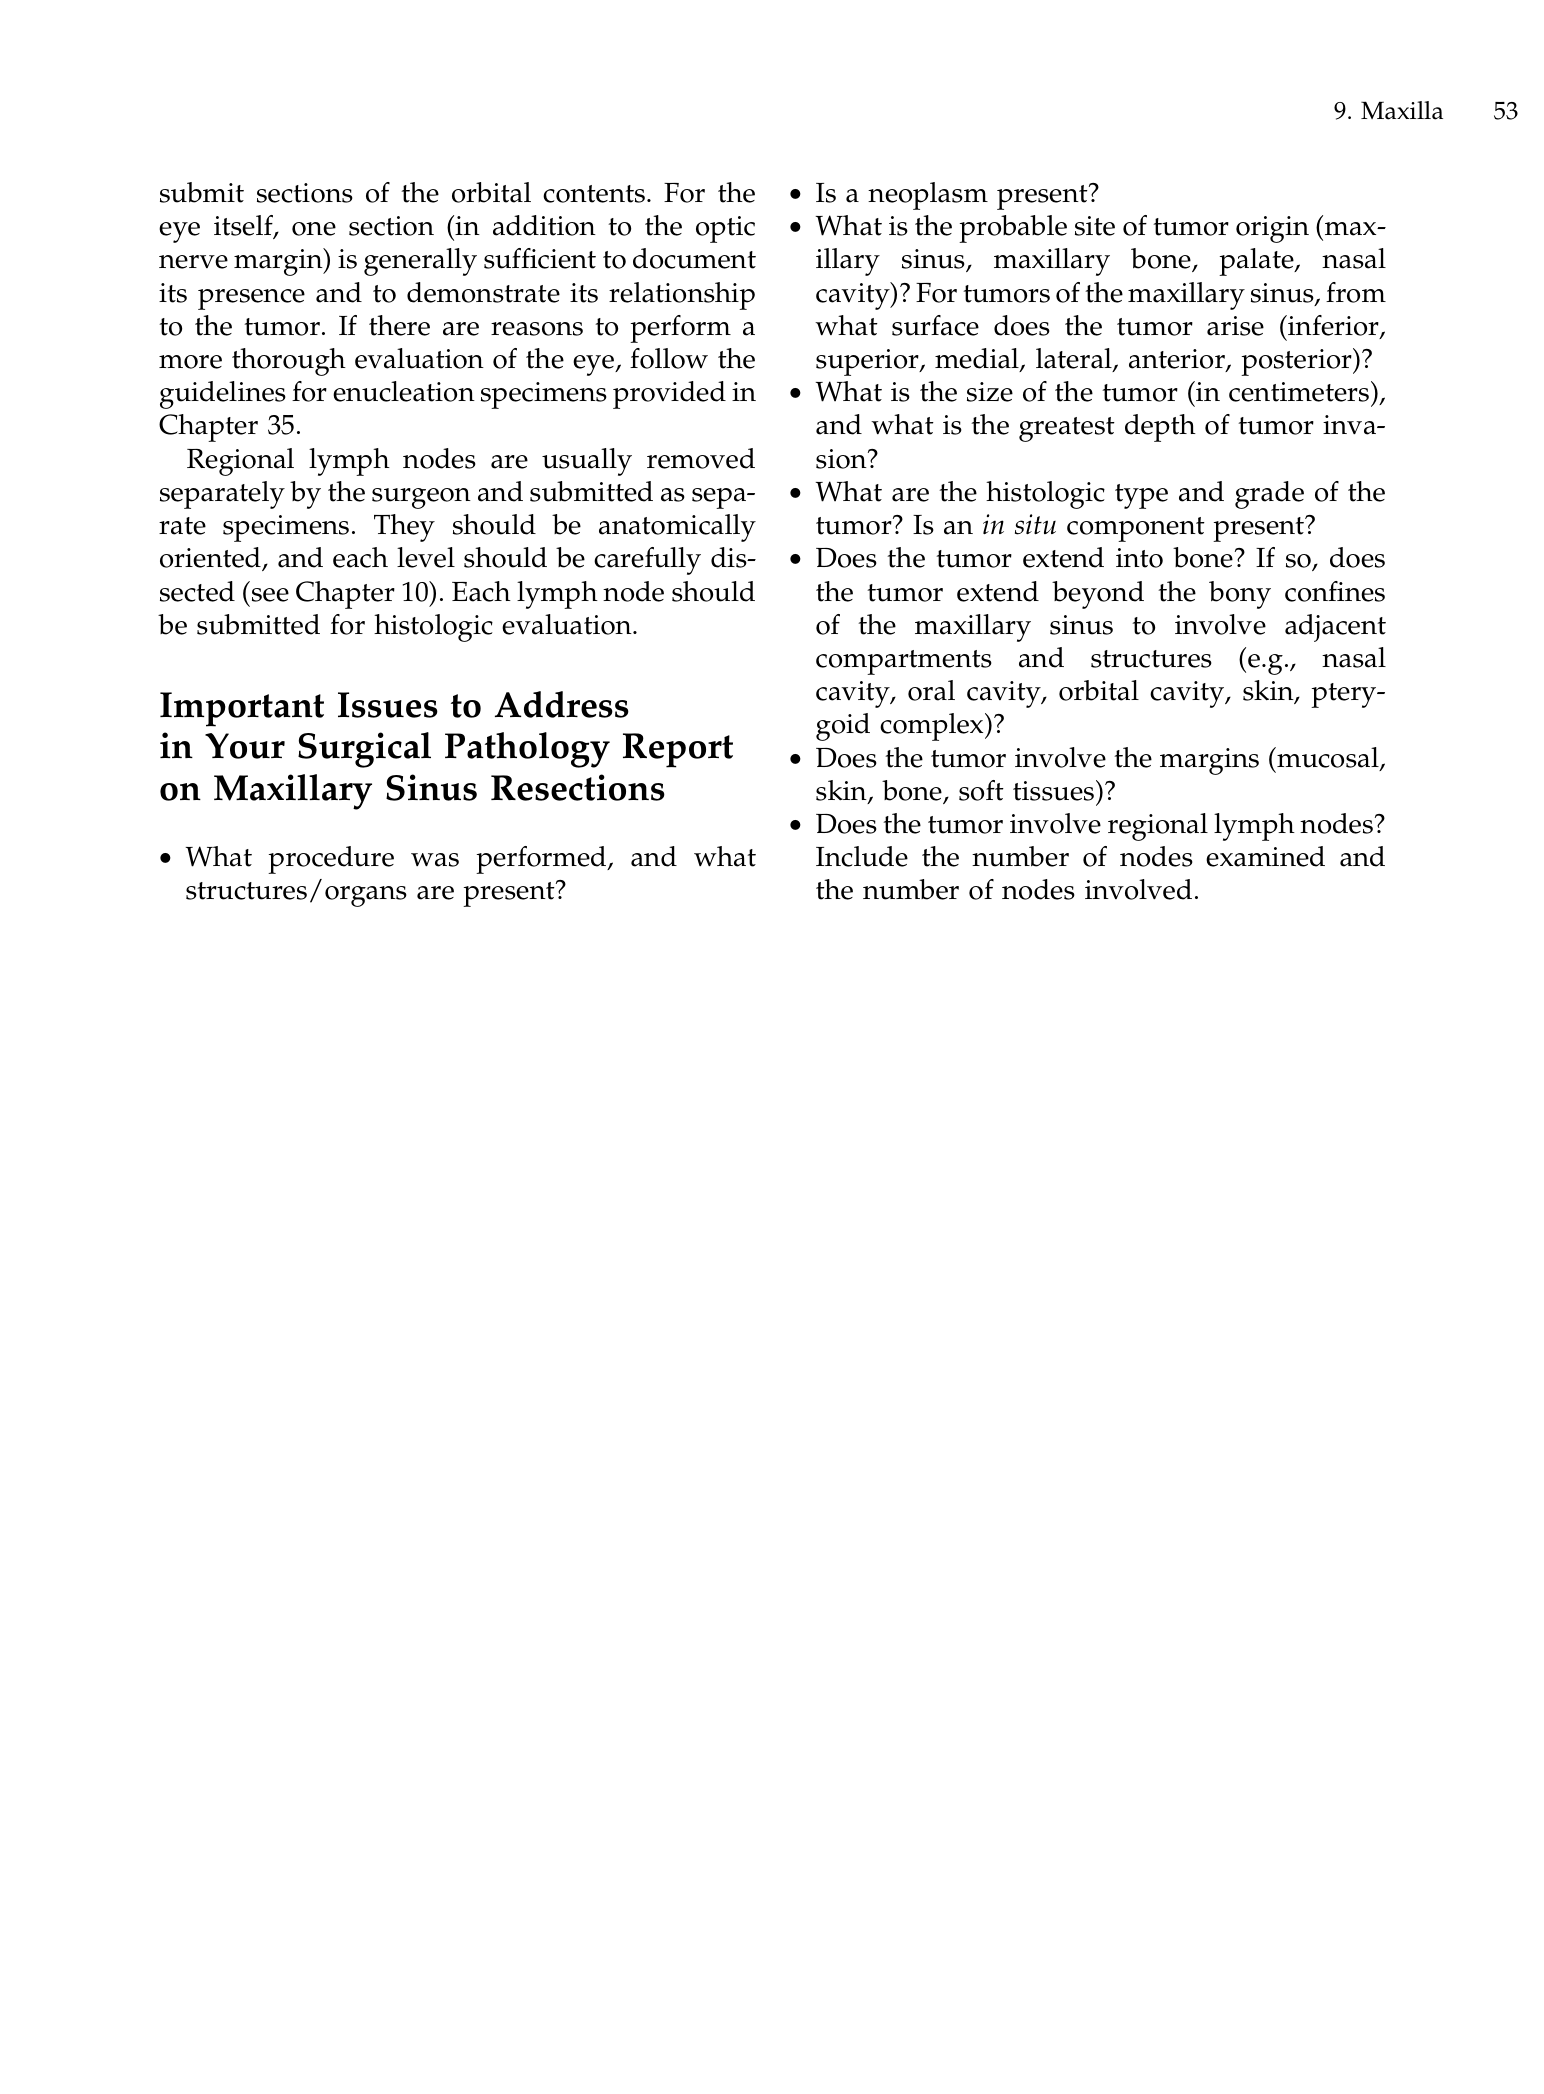 9. Maxilla 53
submit sections of the orbital contents. For the
eye itself, one section (in addition to the optic
nerve margin) is generally sufficient to document
its presence and to demonstrate its relationship
to the tumor. If there are reasons to perform a
more thorough evaluation of the eye, follow the
guidelines for enucleation specimens provided in
Chapter 35.
Regional lymph nodes are usually removed
separately by the surgeon and submitted as sepa-
rate specimens. They should be anatomically
oriented, and each level should be carefully dis-
sected (see Chapter 10). Each lymph node should
be submitted for histologic evaluation.
Important Issues to Address
in Your Surgical Pathology Report
on Maxillary Sinus Resections
• What procedure was performed, and what
structures/organs are present?
• Is a neoplasm present?
• What is the probable site of tumor origin (max-
illary sinus, maxillary bone, palate, nasal
cavity)? For tumors of the maxillary sinus, from
what surface does the tumor arise (inferior,
superior, medial, lateral, anterior, posterior)?
• What is the size of the tumor (in centimeters),
and what is the greatest depth of tumor inva-
sion?
• What are the histologic type and grade of the
tumor? Is an in situ component present?
• Does the tumor extend into bone? If so, does
the tumor extend beyond the bony confines
of the maxillary sinus to involve adjacent
compartments and structures (e.g., nasal
cavity, oral cavity, orbital cavity, skin, ptery-
goid complex)?
• Does the tumor involve the margins (mucosal,
skin, bone, soft tissues)?
• Does the tumor involve regional lymph nodes?
Include the number of nodes examined and
the number of nodes involved.